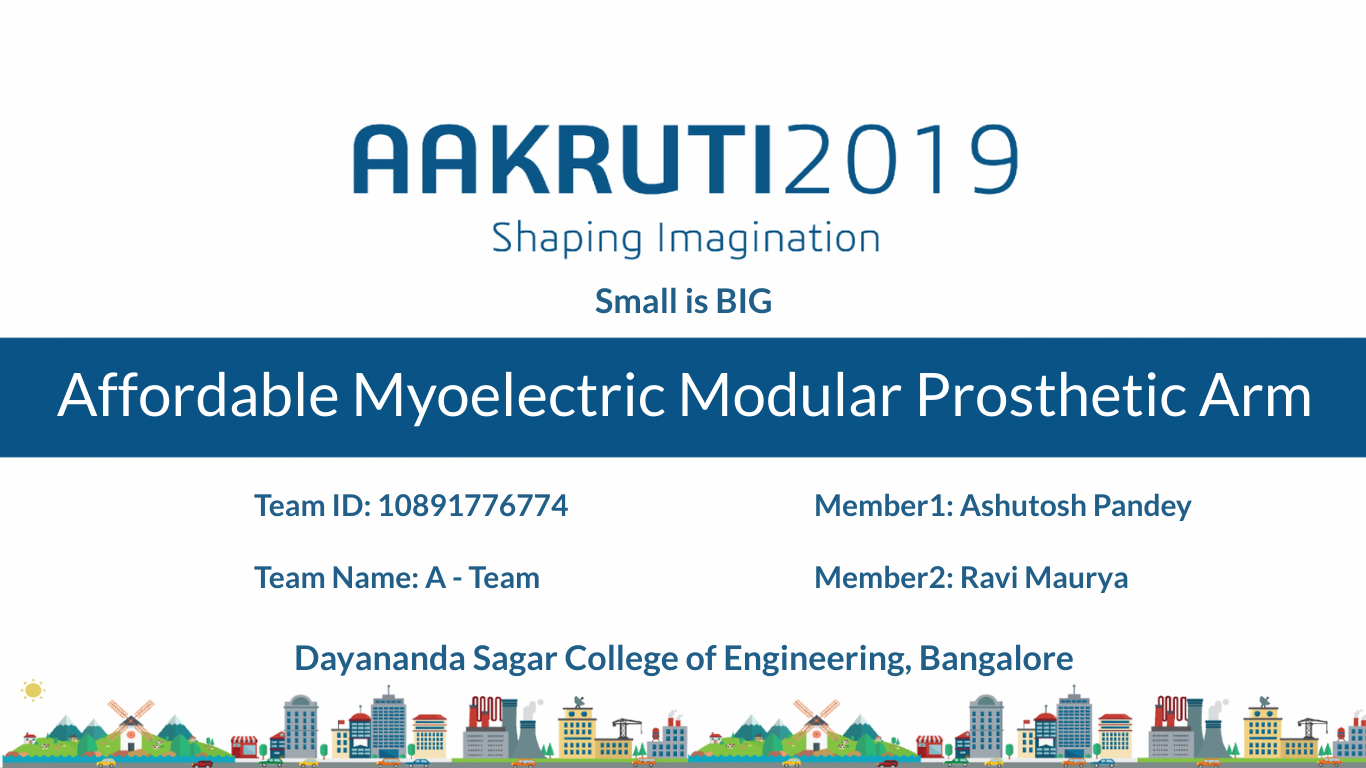 AAKRUTI2019
Shaping Imagination
Small is BIG
Affordable Myoelectric Modular Prosthetic Arm
Team ID: 10891776774
Member1: Ashutosh Pandey
Team Name: A - Team
Member2: Ravi Maurya
Dayananda Sagar College of Engineering, Bangalore